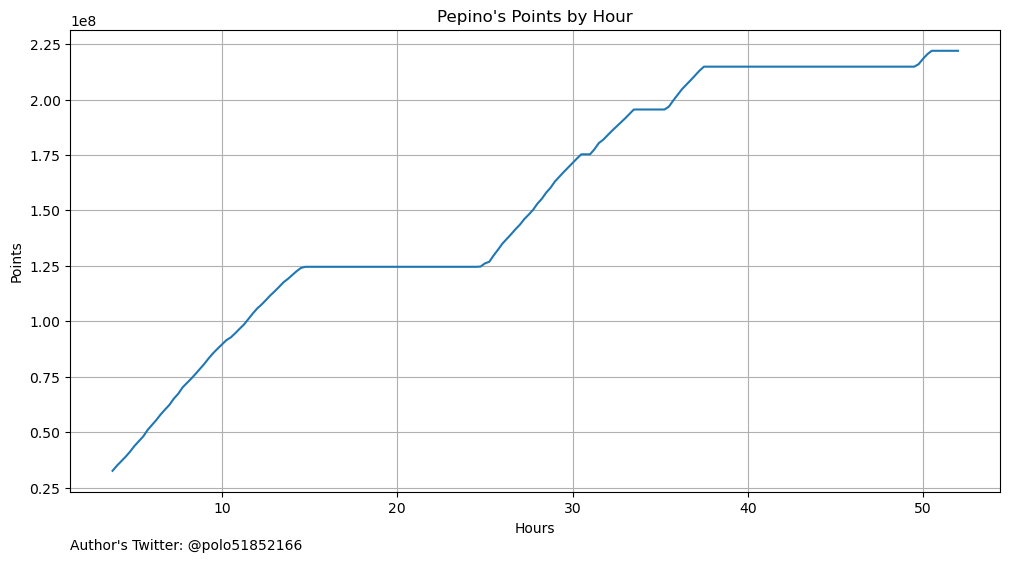 Pepino's Points by Hour
1e8
2.25
2.00
1.75
1.50
1.25
1.00
0.75
0.50
0.25
Points
10 20 30 40 50
Hours
Author's Twitter: @polo51852166